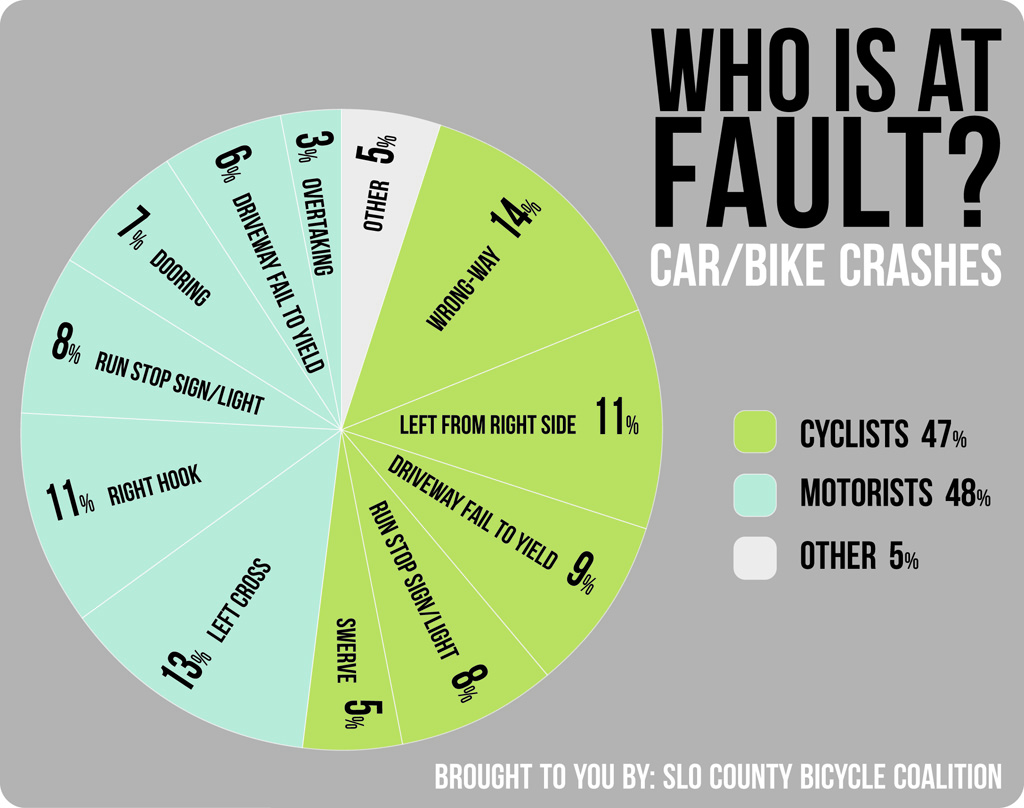 WHO IS AT
FAULT?
CAR/BIKE CRASHES
OTHER 5%
WRONG-WAY 14%
LEFT FROM RIGHT SIDE 11%
DRIVEWAY FAIL TO YIELD 9%
RUN STOP SIGN/LIGHT 8%
SWERVE 5%
13% LEFT CROSS
11% RIGHT HOOK
8% RUN STOP SIGN/LIGHT
7% DOORING
6% DRIVEWAY FAIL TO YIELD
3% OVERTAKING
CYCLISTS 47%
MOTORISTS 48%
OTHER 5%
BROUGHT TO YOU BY: SLO COUNTY BICYCLE COALITION